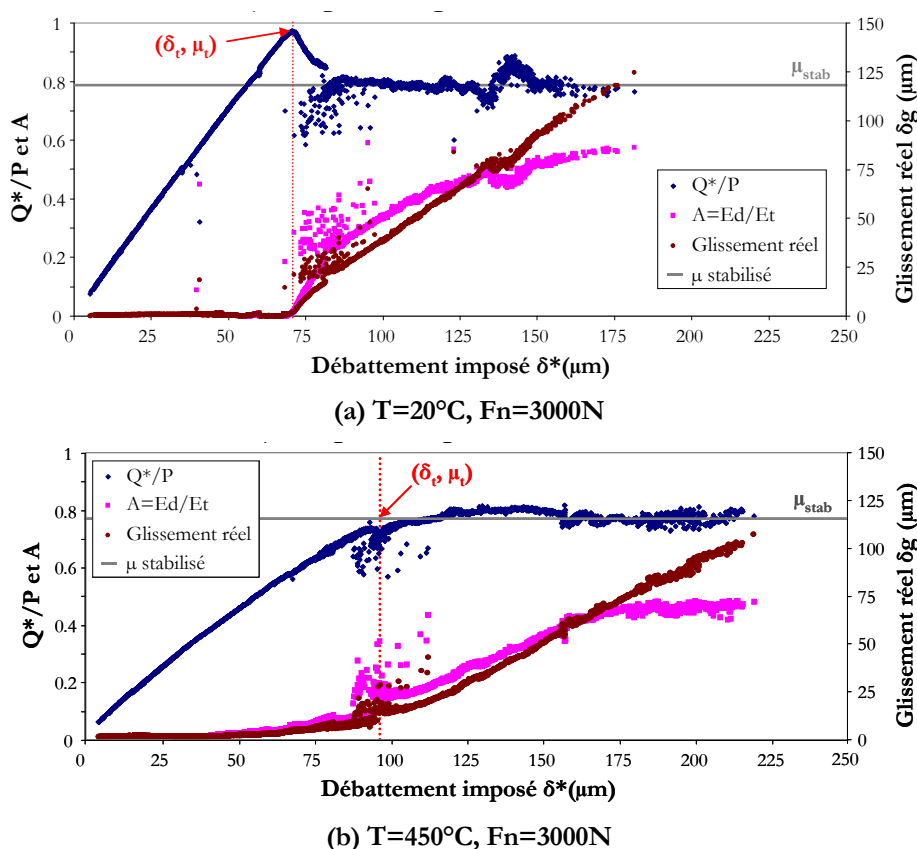 1
0.8
0.6
0.4
0.2
0
Q*/P et A
150
125
100
75
50
25
0
Glissement réel δg (µm)
(δt, µt)
µstab
Q*/P
A=Ed/Et
Glissement réel
µ stabilisé
0 25 50 75 100 125 150 175 200 225 250
Débattement imposé δ*(µm)
(a) T=20°C, Fn=3000N
1
0.8
0.6
0.4
0.2
0
Q*/P et A
150
125
100
75
50
25
0
Glissement réel δg (µm)
Q*/P
A=Ed/Et
Glissement réel
µ stabilisé
(δt, µt)
µstab
0 25 50 75 100 125 150 175 200 225 250
Débattement imposé δ*(µm)
(b) T=450°C, Fn=3000N